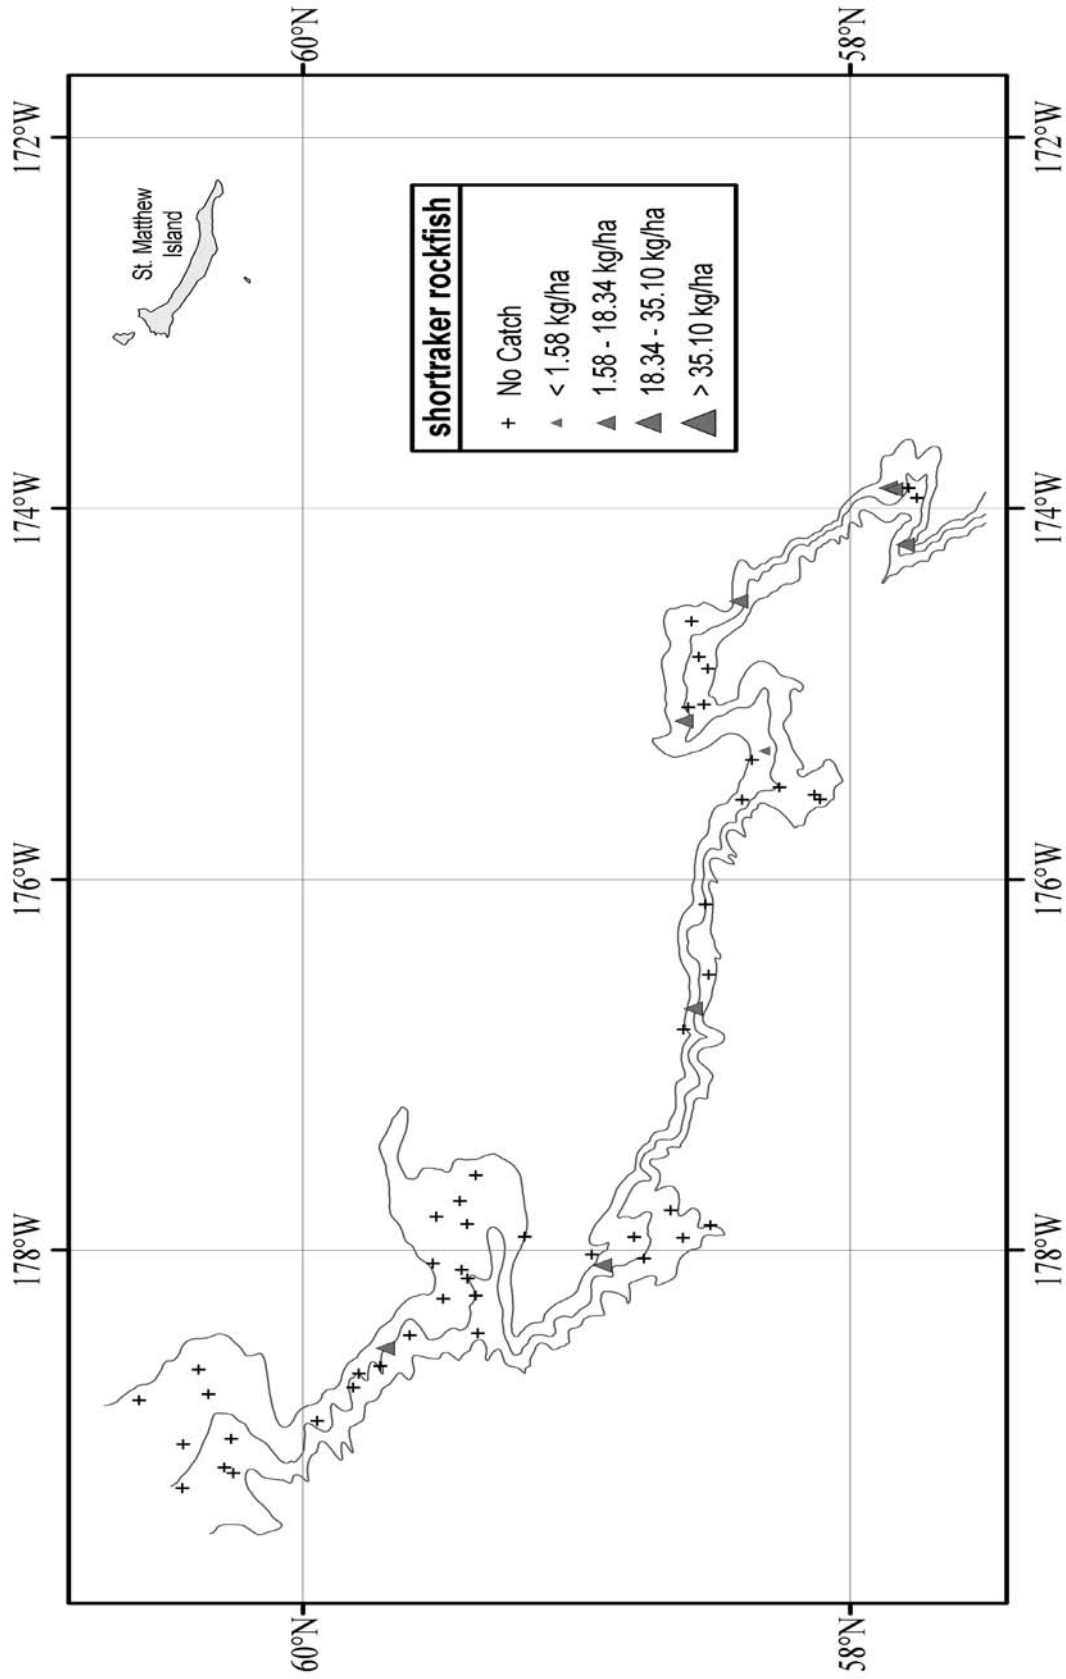 178°W
176°W
174°W
172°W
60°N
60°N
St. Matthew
Island
shortraker rockfish
No Catch
< 1.58 kg/ha
1.58 - 18.34 kg/ha
18.34 - 35.10 kg/ha
> 35.10 kg/ha
58°N
58°N
178°W
176°W
174°W
172°W